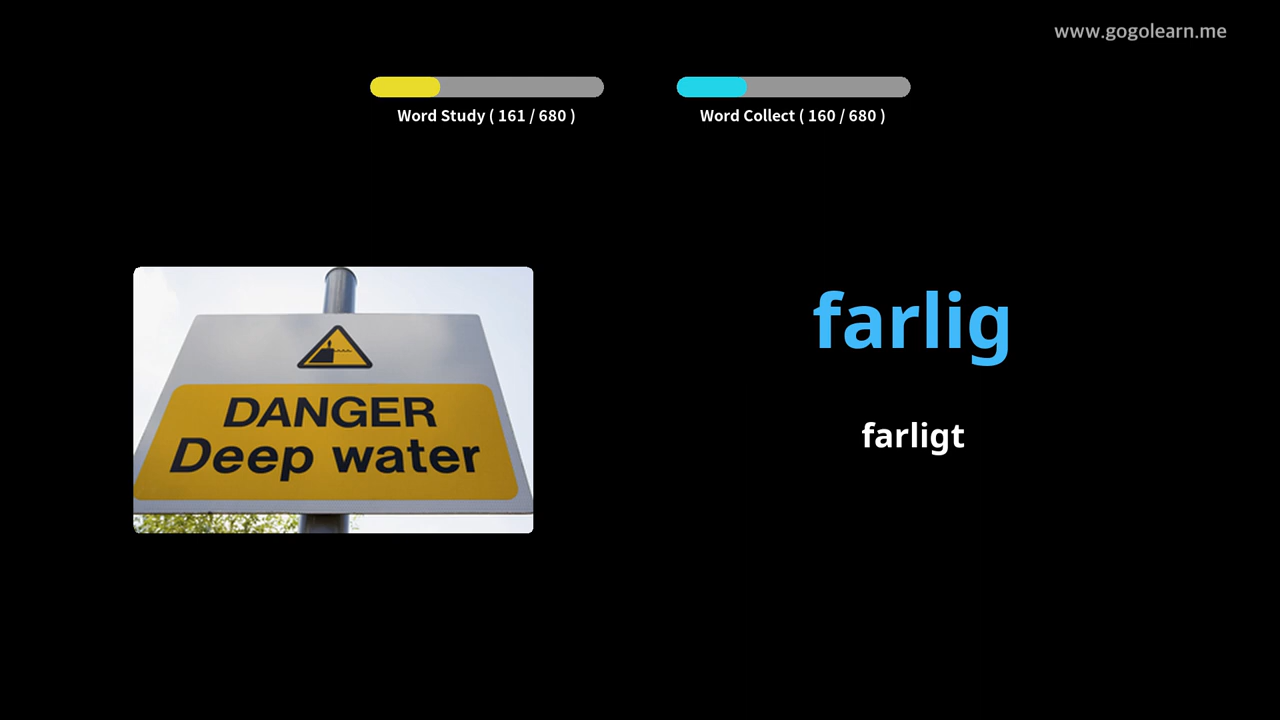 www.gogolearn.me
Word Study ( 161 / 680 )
Word Collect ( 160 / 680 )
DANGER
Deep water
farlig
farligt